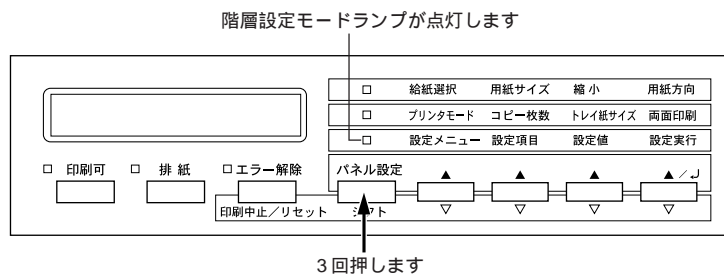 階層設定モードランプが点灯します
給紙選択 用紙サイズ 縮小 用紙方向
プリンタモード コピー枚数 トレイ紙サイズ 両面印刷
設定メニュー 設定項目 設定値 設定実行
印刷可 排紙 エラー解除 パネル設定 ▲ ▲ ▲ ▲/↵
印刷中止/リセット シフト ▽ ▽ ▽ ▽
3回押します